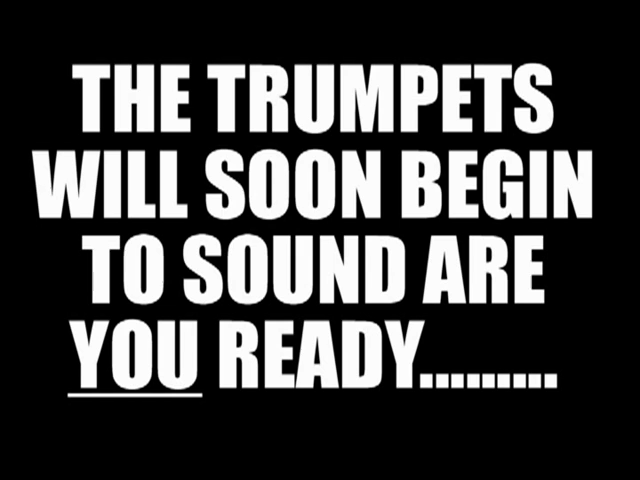 THE TRUMPETS
WILL SOON BEGIN
TO SOUND ARE
YOU READY.........